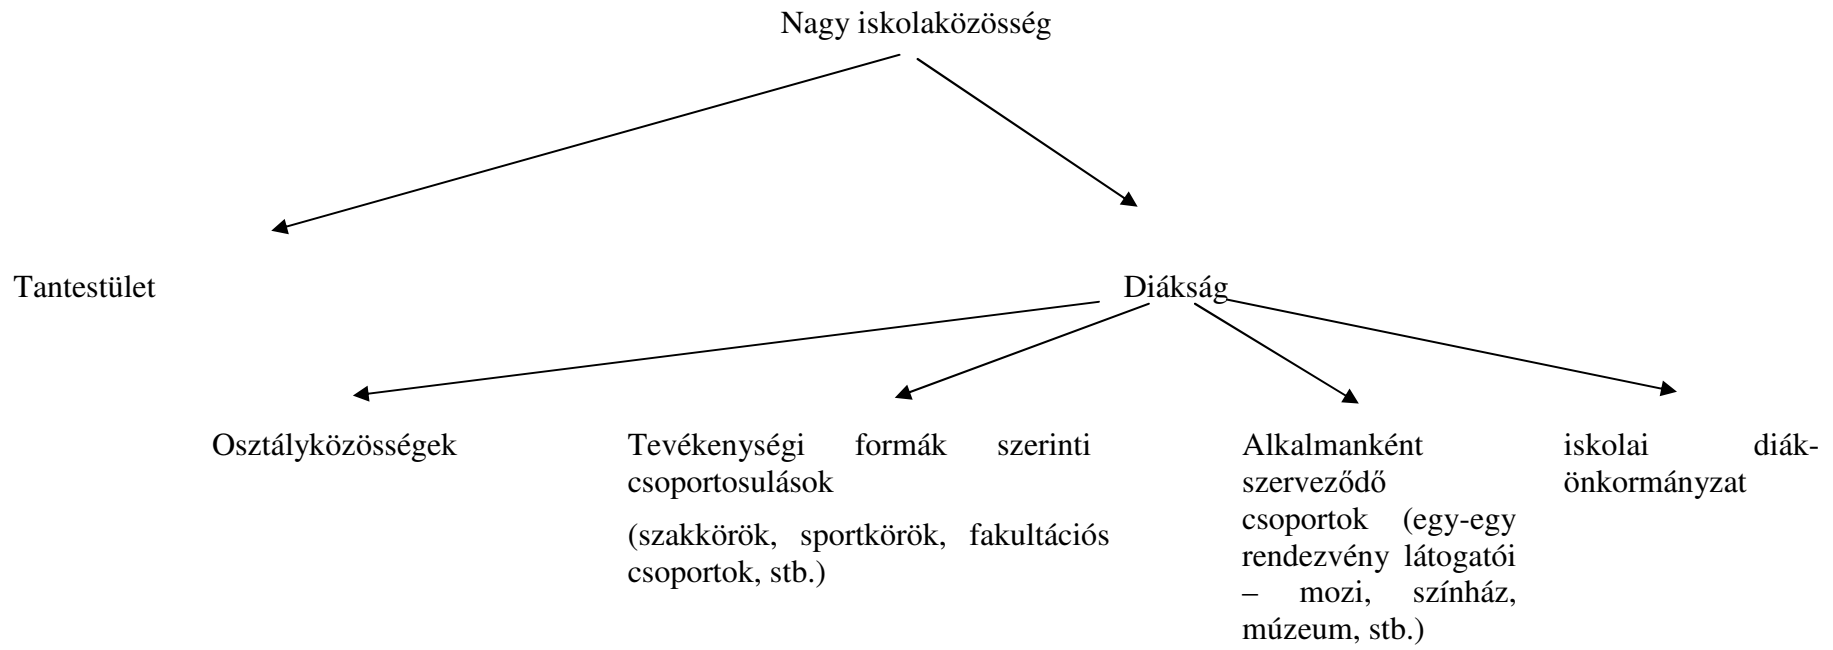 Nagy iskolaközösség
Tantestület
Diákság
Osztályközösségek
Tevékenységi formák szerinti
csoportosulások
(szakkörök, sportkörök, fakultációs
csoportok, stb.)
Alkalmanként
szerveződő
csoportok (egy-egy
rendezvény látogatói
– mozi, színház,
múzeum, stb.)
iskolai diák-
önkormányzat